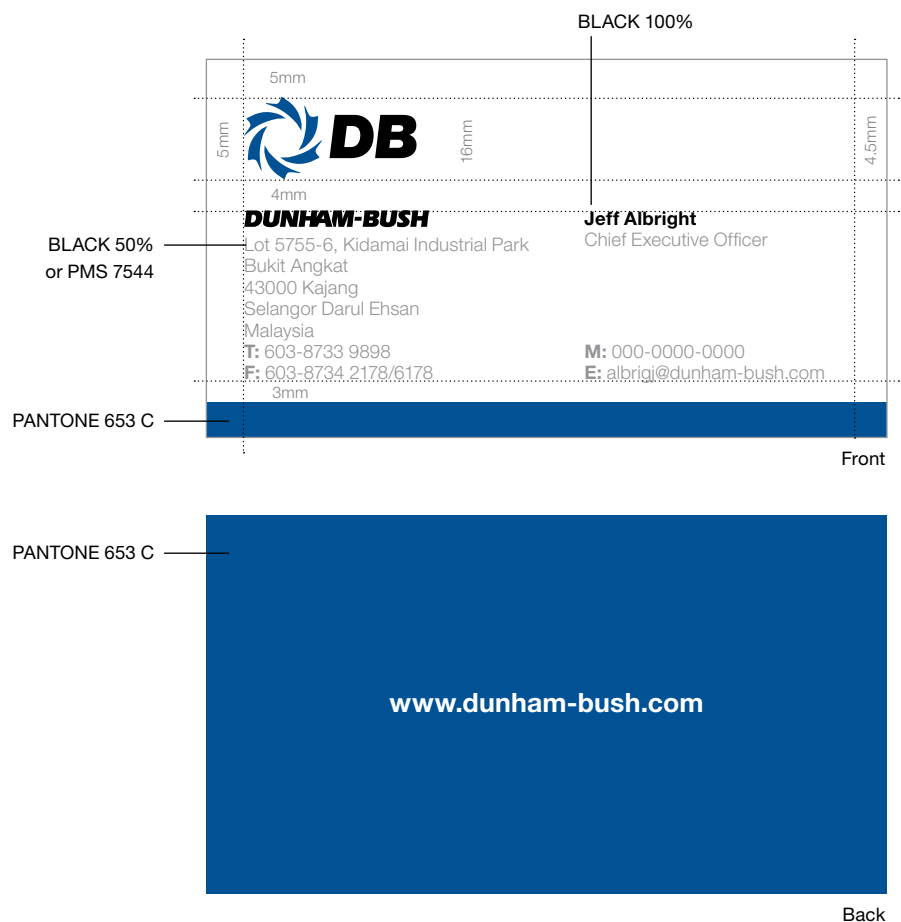 BLACK 100%
5mm
5mm
DB
16mm
4.5mm
4mm
DUNHAM-BUSH
Jeff Albright
BLACK 50%
or PMS 7544
Lot 5755-6, Kidamai Industrial Park
Chief Executive Officer
Bukit Angkat
43000 Kajang
Selangor Darul Ehsan
Malaysia
T: 603-8733 9898
M: 000-0000-0000
F: 603-8734 2178/6178
E: albrigj@dunham-bush.com
3mm
PANTONE 653 C
Front
PANTONE 653 C
www.dunham-bush.com
Back